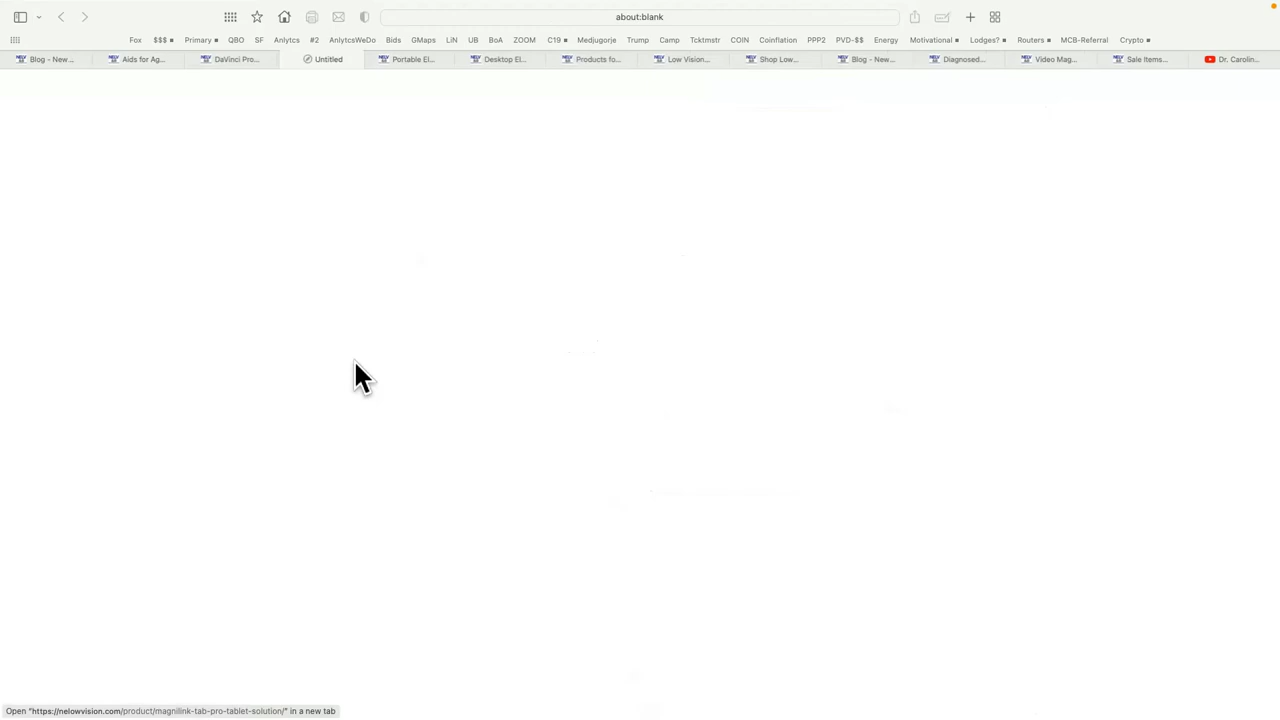 about:blank
Fox $$$ Primary QBO SF Anlytcs #2 AnlytcsWeDo Bids GMaps LiN UB BoA ZOOM C19 Medjugorje Trump Camp Tcktmstr COIN Coinflation PPP2 PVD-$$ Energy Motivational Lodges? Routers MCB-Referral Crypto
Blog - New... Aids for Ag... DaVinci Pro... Untitled Portable El... Desktop El... Products fo... Low Vision... Shop Low... Blog - New... Diagnosed... Video Mag... Sale Items... Dr. Carolin...
Open "https://nelowvision.com/product/magnilink-tab-pro-tablet-solution/" in a new tab